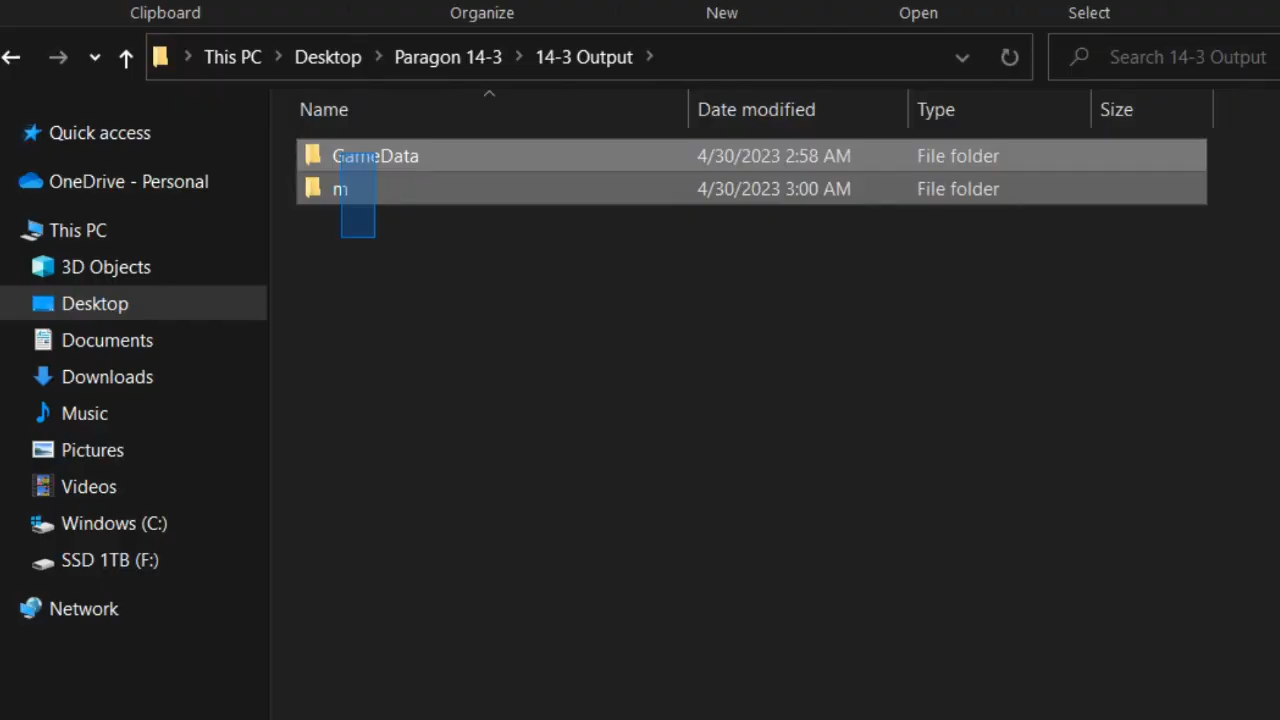 Clipboard Organize New Open Select
This PC Desktop Paragon 14-3 14-3 Output Search 14-3 Output
Name Date modified Type Size
GameData 4/30/2023 2:58 AM File folder
m 4/30/2023 3:00 AM File folder
Quick access
OneDrive - Personal
This PC
3D Objects
Desktop
Documents
Downloads
Music
Pictures
Videos
Windows (C:)
SSD 1TB (F:)
Network